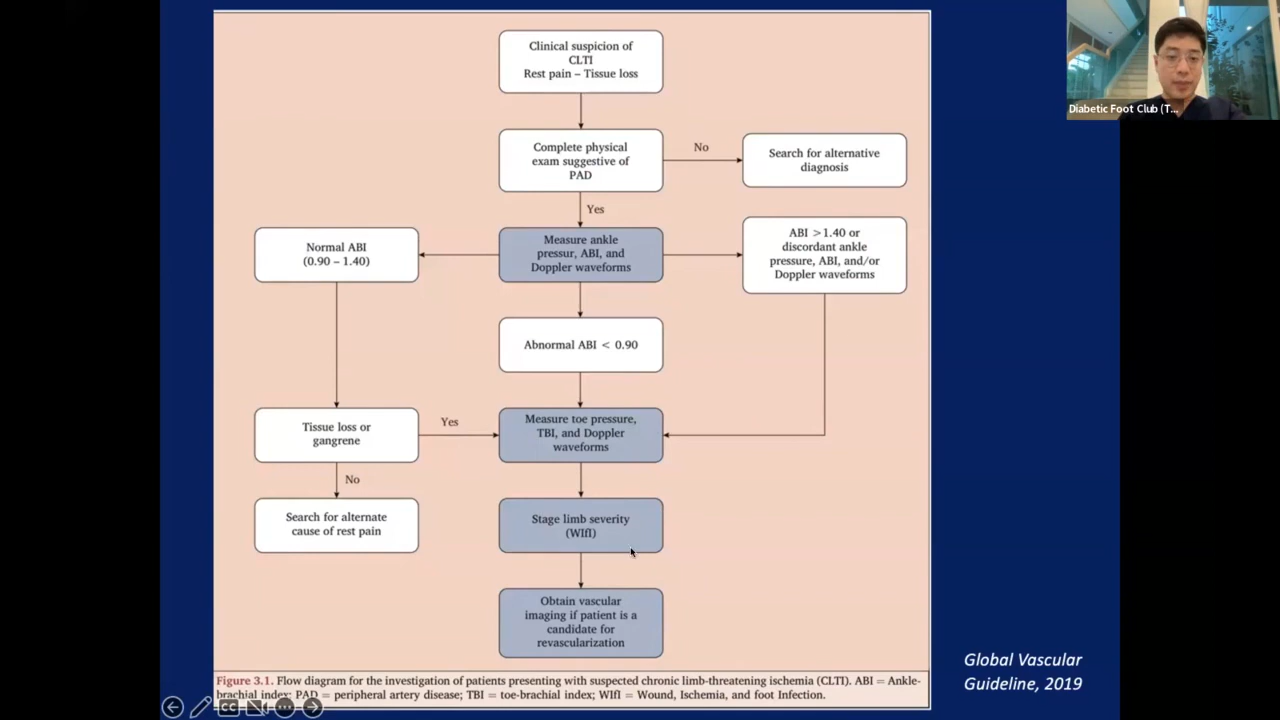 Clinical suspicion of
CLTI
Rest pain – Tissue loss
Diabetic Foot Club (T...
Complete physical
exam suggestive of
PAD
No
Search for alternative
diagnosis
Yes
Normal ABI
(0.90 – 1.40)
Measure ankle
pressur, ABI, and
Doppler waveforms
ABI >1.40 or
discordant ankle
pressure, ABI, and/or
Doppler waveforms
Abnormal ABI < 0.90
Tissue loss or
gangrene
Yes
Measure toe pressure,
TBI, and Doppler
waveforms
No
Search for alternate
cause of rest pain
Stage limb severity
(WIfI)
Obtain vascular
imaging if patient is a
candidate for
revascularization
Global Vascular
Guideline, 2019
Figure 3.1. Flow diagram for the investigation of patients presenting with suspected chronic limb-threatening ischemia (CLTI). ABI = Ankle-
brachial index; PAD = peripheral artery disease; TBI = toe-brachial index; WIfI = Wound, Ischemia, and foot Infection.
CC